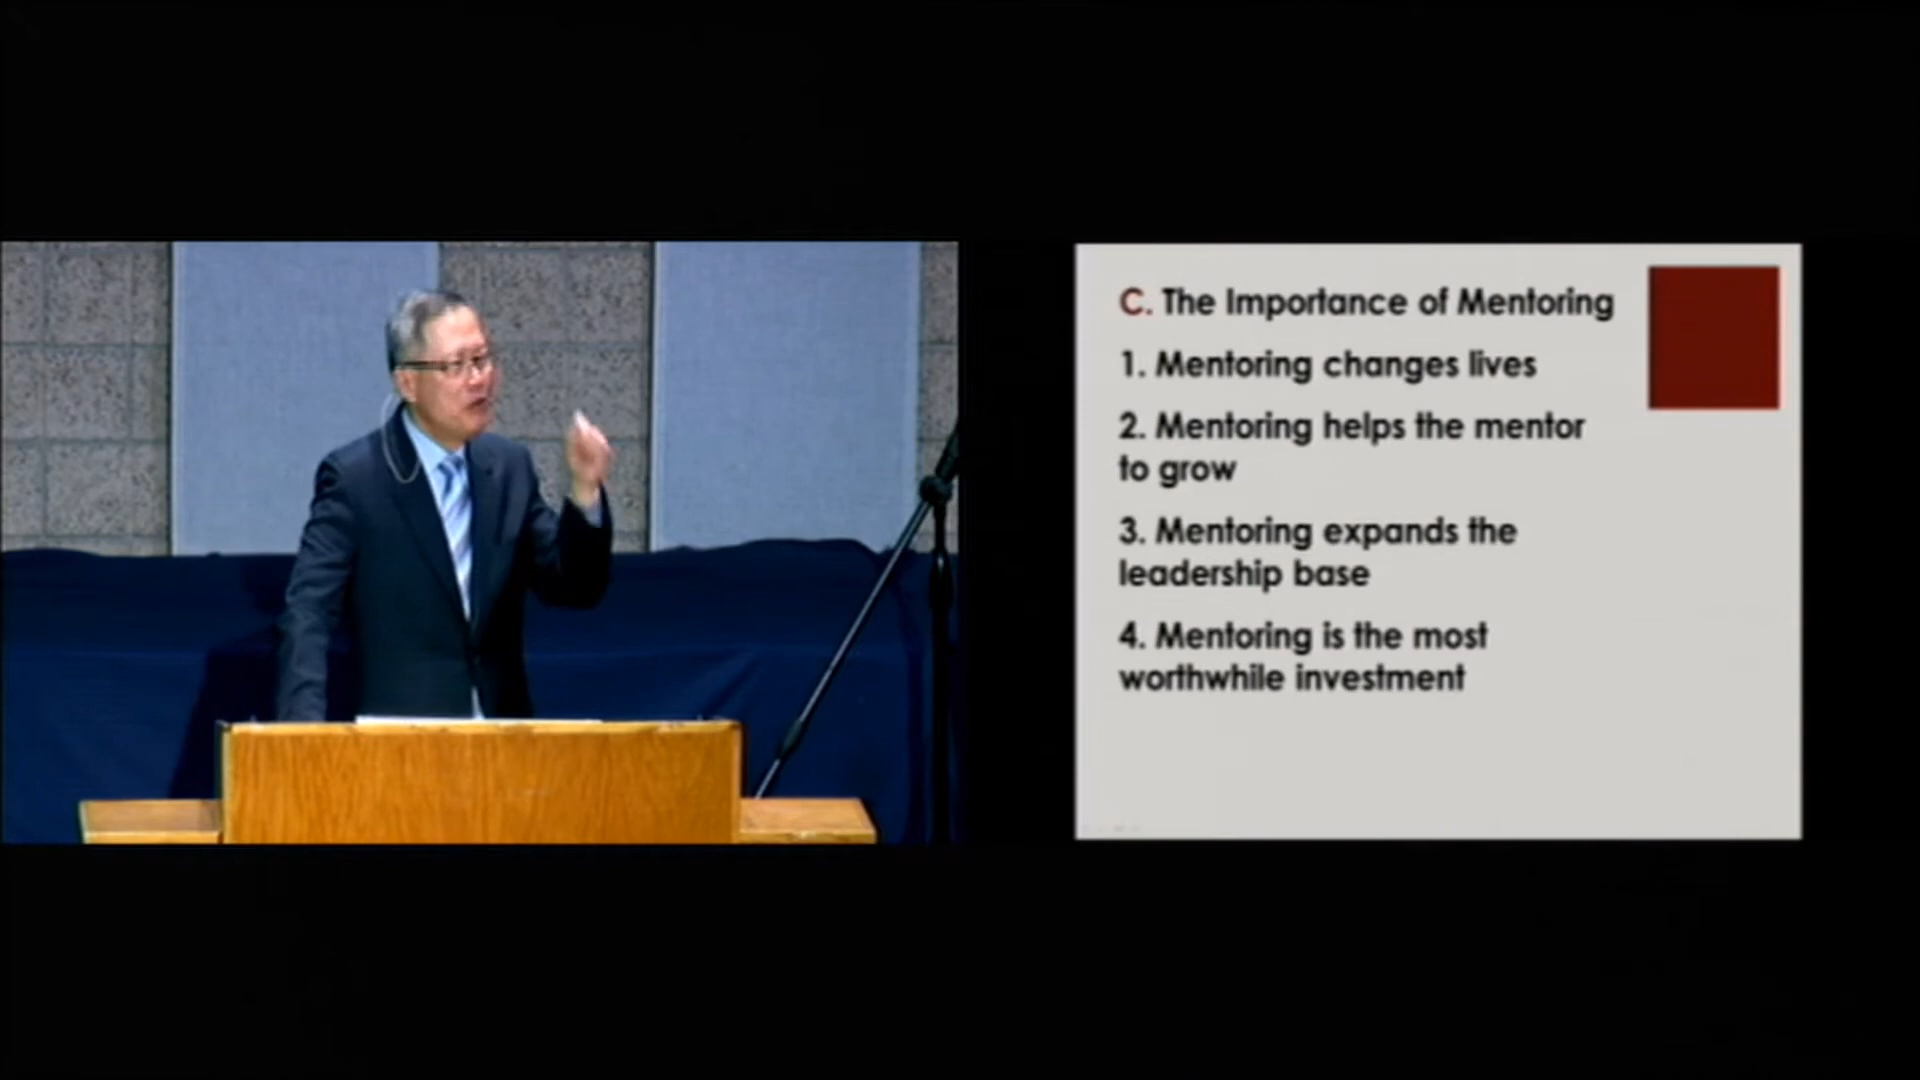 C. The Importance of Mentoring
1. Mentoring changes lives
2. Mentoring helps the mentor
to grow
3. Mentoring expands the
leadership base
4. Mentoring is the most
worthwhile investment